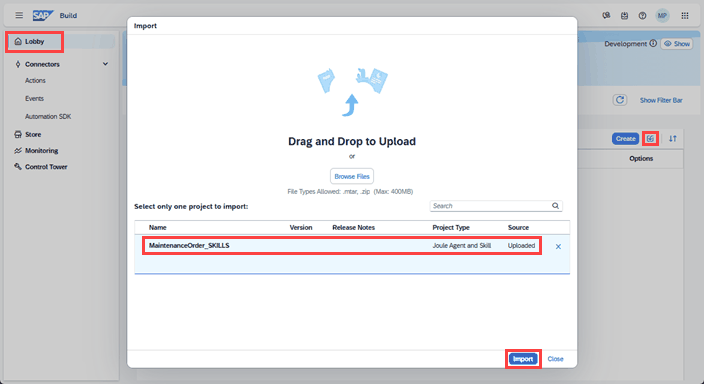 SAP Build
MP
Lobby
Connectors
Actions
Events
Automation SDK
Store
Monitoring
Control Tower
Development
Show
Show Filter Bar
Create
Options
Import
Drag and Drop to Upload
or
Browse Files
File Types Allowed: .mtar, .zip (Max: 400MB)
Select only one project to import:
Search
Name Version Release Notes Project Type Source
MaintenanceOrder_SKILLS Joule Agent and Skill Uploaded
Import Close